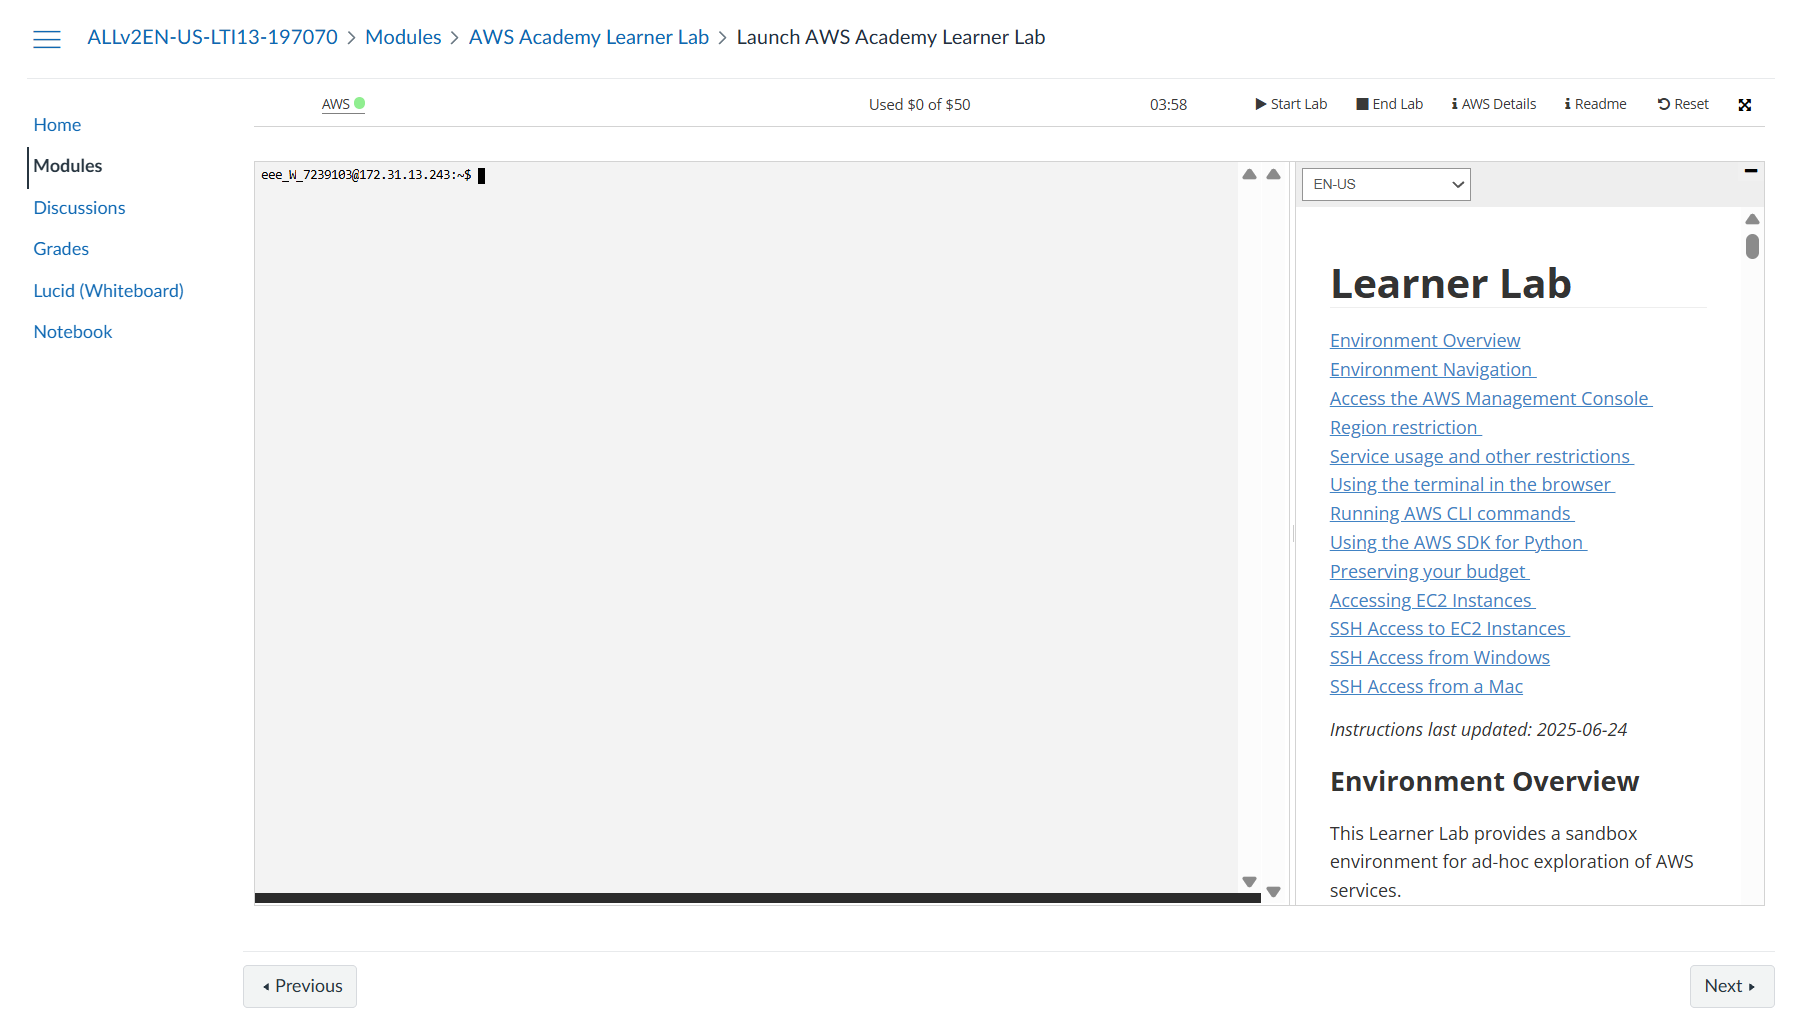 ALLv2EN-US-LTI13-197070 > Modules > AWS Academy Learner Lab > Launch AWS Academy Learner Lab
Home
Modules
Discussions
Grades
Lucid (Whiteboard)
Notebook
AWS
Used $0 of $50
03:58
Start Lab
End Lab
AWS Details
Readme
Reset
eee_W_7239103@172.31.13.243:~$
EN-US
Learner Lab
Environment Overview
Environment Navigation
Access the AWS Management Console
Region restriction
Service usage and other restrictions
Using the terminal in the browser
Running AWS CLI commands
Using the AWS SDK for Python
Preserving your budget
Accessing EC2 Instances
SSH Access to EC2 Instances
SSH Access from Windows
SSH Access from a Mac
Instructions last updated: 2025-06-24
Environment Overview
This Learner Lab provides a sandbox
environment for ad-hoc exploration of AWS
services.
Previous
Next